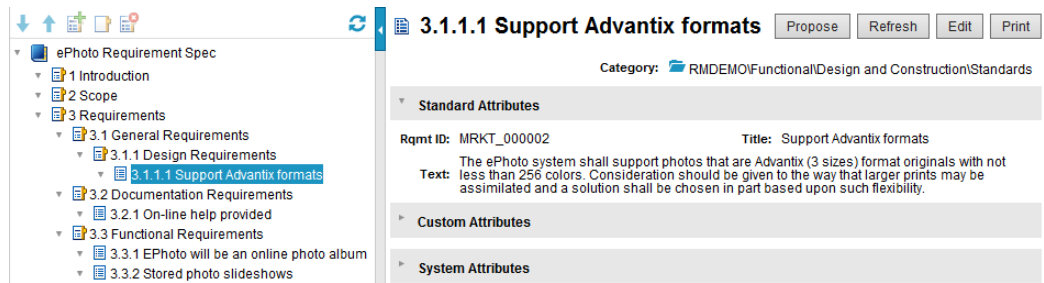 ePhoto Requirement Spec
1 Introduction
2 Scope
3 Requirements
3.1 General Requirements
3.1.1 Design Requirements
3.1.1.1 Support Advantix formats
3.2 Documentation Requirements
3.2.1 On-line help provided
3.3 Functional Requirements
3.3.1 EPhoto will be an online photo album
3.3.2 Stored photo slideshows
3.1.1.1 Support Advantix formats Propose Refresh Edit Print
Category: RMDEMO\Functional\Design and Construction\Standards
Standard Attributes
Rqmt ID: MRKT_000002 Title: Support Advantix formats
The ePhoto system shall support photos that are Advantix (3 sizes) format originals with not
Text: less than 256 colors. Consideration should be given to the way that larger prints may be
assimilated and a solution shall be chosen in part based upon such flexibility.
Custom Attributes
System Attributes